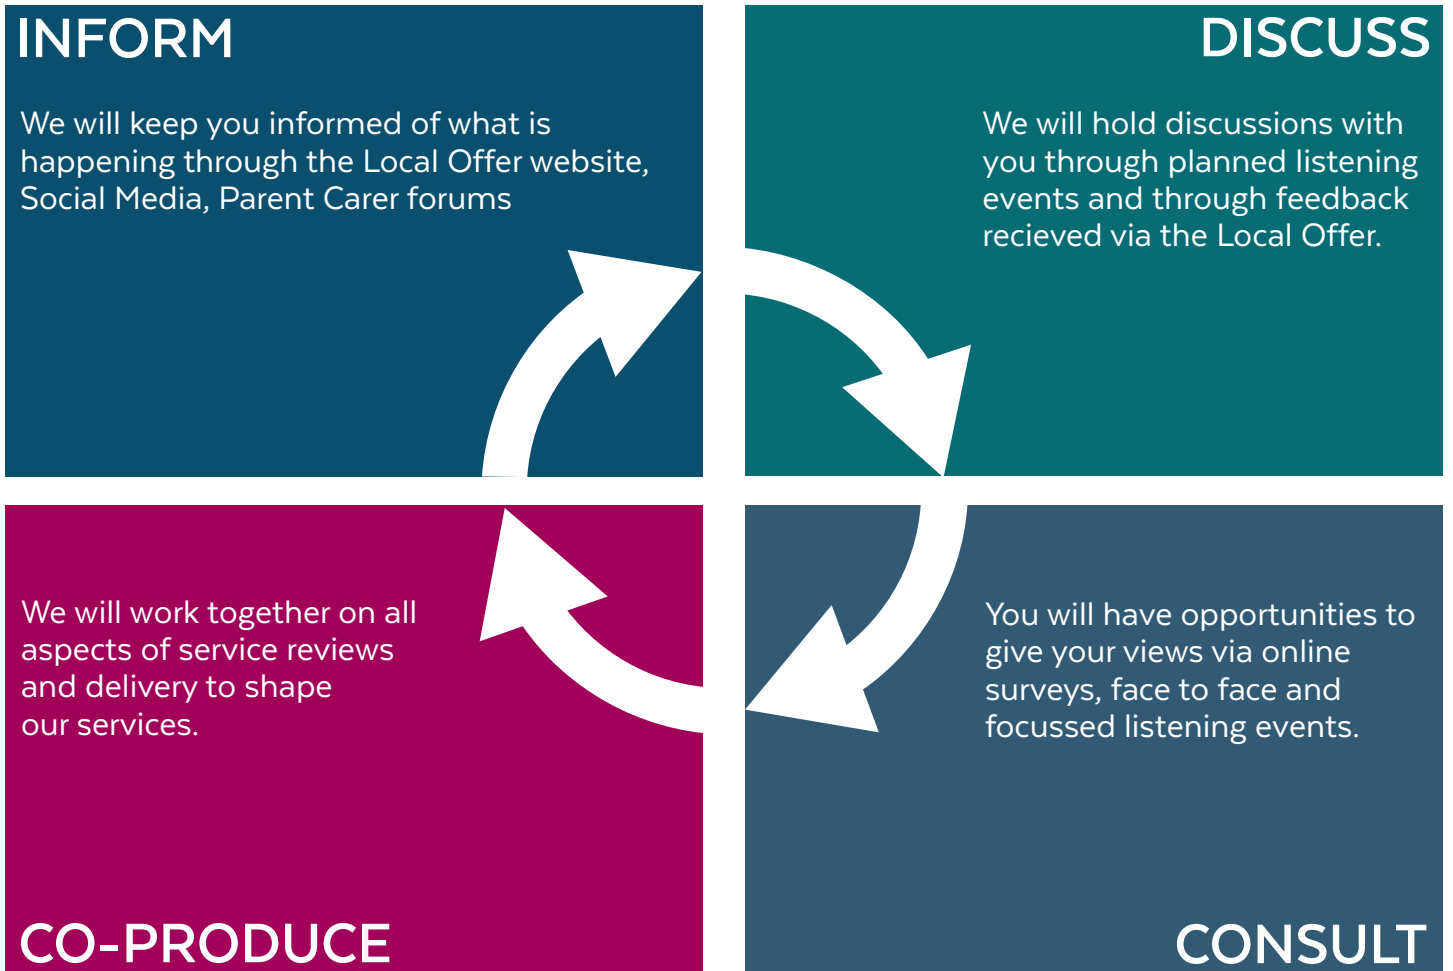 INFORM
We will keep you informed of what is
happening through the Local Offer website,
Social Media, Parent Carer forums
DISCUSS
We will hold discussions with
you through planned listening
events and through feedback
recieved via the Local Offer.
We will work together on all
aspects of service reviews
and delivery to shape
our services.
CO-PRODUCE
You will have opportunities to
give your views via online
surveys, face to face and
focussed listening events.
CONSULT